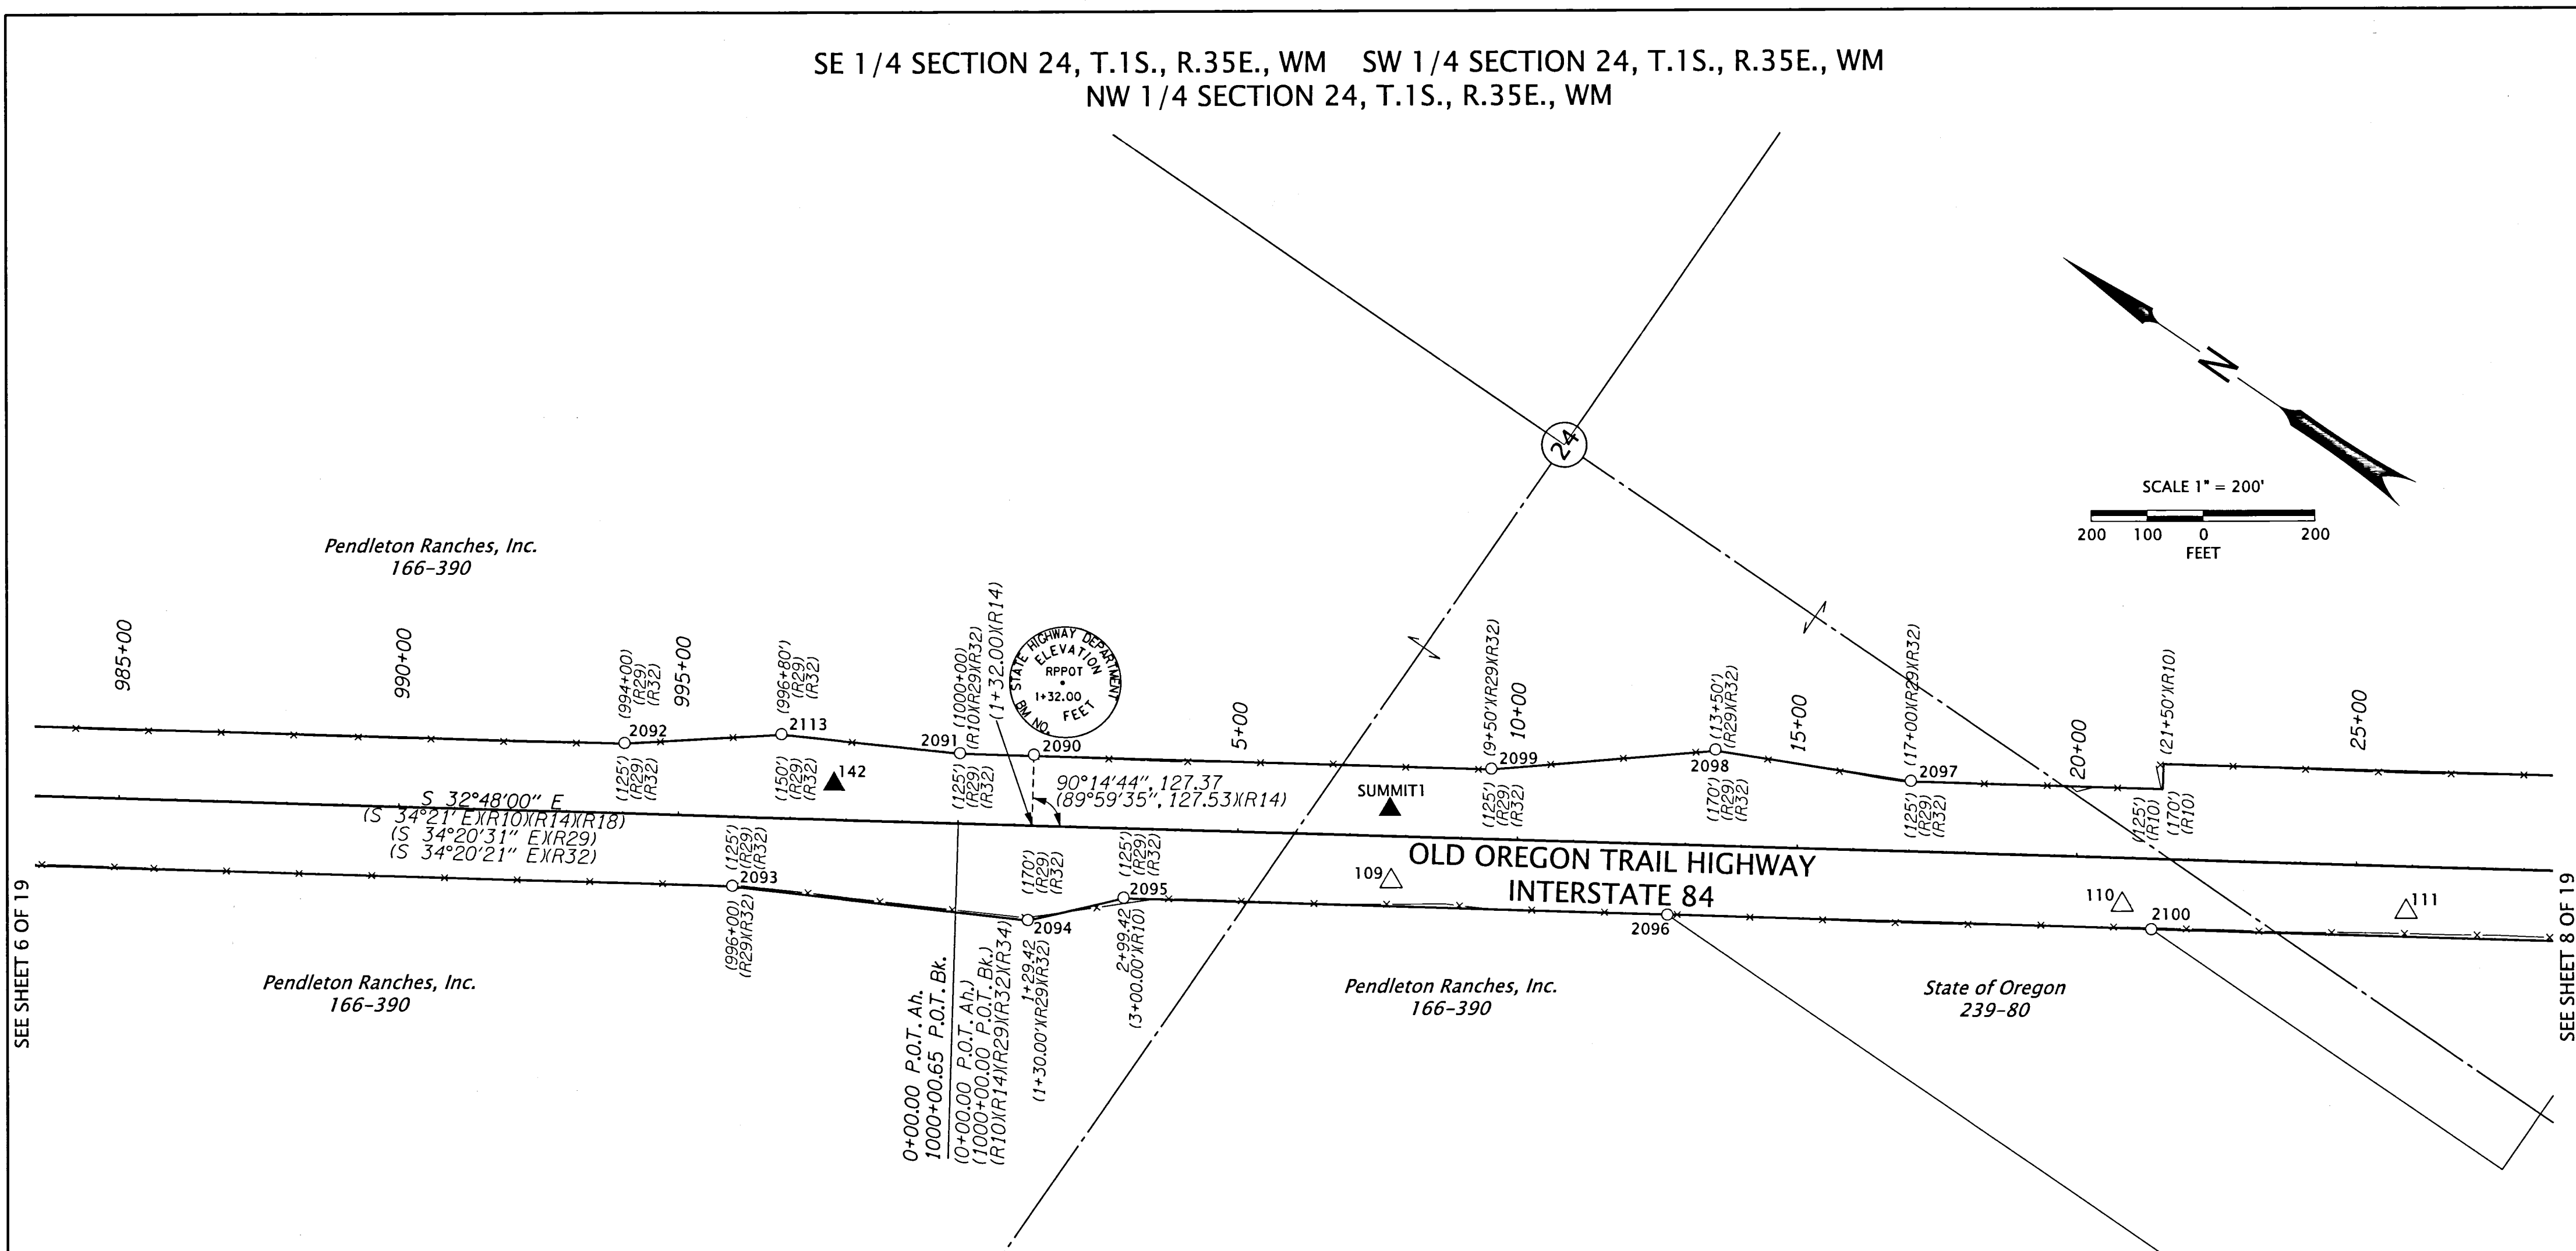 SE 1/4 SECTION 24, T.1S., R.35E., WM    SW 1/4 SECTION 24, T.1S., R.35E., WM
NW 1/4 SECTION 24, T.1S., R.35E., WM
24
N
SCALE 1" = 200'
200 100 0 200
FEET
Pendleton Ranches, Inc.
166-390
985+00
990+00
(994+00)
(R29)
(R32)
995+00
(996+80')
(R29)
(R32)
(1000+00)
(R10)(R29)(R32)
(1+32.00)(R14)
STATE HIGHWAY DEPARTMENT
ELEVATION
RPPOT
1+32.00
FEET
BM NO.
5+00
(9+50')(R29)(R32)
10+00
(13+50')
(R29)(R32)
15+00
(17+00)(R29)(R32)
20+00
(21+50')(R10)
25+00
2092
2113
2091
2090
2099
2098
2097
(125')
(R29)
(R32)
(150')
(R29)
(R32)
142
(125')
(R29)
(R32)
90°14'44", 127.37
(89°59'35", 127.53)(R14)
SUMMIT1
(125')
(R29)
(R32)
(170')
(R29)
(R32)
(125')
(R29)
(R32)
(125')
(R10)
(170')
(R10)
S 32°48'00" E
(S 34°21' E)(R10)(R14)(R18)
(S 34°20'31" E)(R29)
(S 34°20'21" E)(R32)
(125')
(R29)
(R32)
(170')
(R29)
(R32)
(125')
(R29)
(R32)
OLD OREGON TRAIL HIGHWAY
INTERSTATE 84
109
110
111
2093
2094
2095
2096
2100
(996+00)
(R29)(R32)
0+00.00 P.O.T. Ah.
1000+00.65 P.O.T. Bk.
(0+00.00 P.O.T. Ah.)
(1000+00.00 P.O.T. Bk.)
(R10)(R14)(R29)(R32)(R34)
1+29.42
(1+30.00')(R29)(R32)
2+99.42
(3+00.00')(R10)
Pendleton Ranches, Inc.
166-390
Pendleton Ranches, Inc.
166-390
State of Oregon
239-80
SEE SHEET 6 OF 19
SEE SHEET 8 OF 19